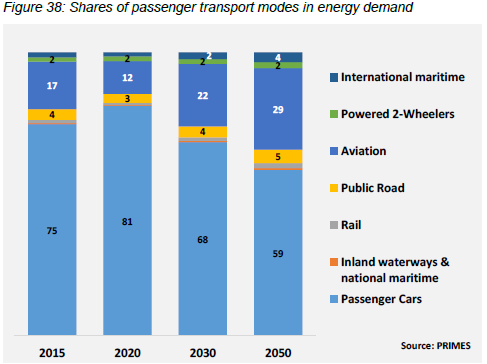 Figure 38: Shares of passenger transport modes in energy demand
2 2 2 4
2 2
17 12 22 29
4 3 4 5
75 81 68 59
2015 2020 2030 2050
International maritime
Powered 2-Wheelers
Aviation
Public Road
Rail
Inland waterways &
national maritime
Passenger Cars
Source: PRIMES